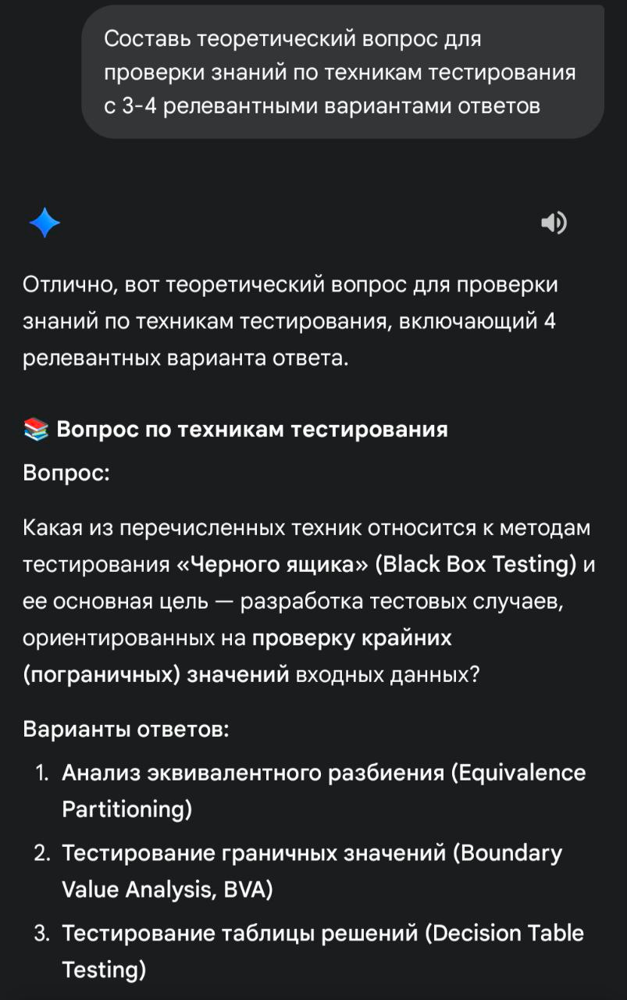 Составь теоретический вопрос для
проверки знаний по техникам тестирования
с 3-4 релевантными вариантами ответов
Отлично, вот теоретический вопрос для проверки
знаний по техникам тестирования, включающий 4
релевантных варианта ответа.
📚 Вопрос по техникам тестирования
Вопрос:
Какая из перечисленных техник относится к методам
тестирования «Черного ящика» (Black Box Testing) и
ее основная цель — разработка тестовых случаев,
ориентированных на проверку крайних
(пограничных) значений входных данных?
Варианты ответов:
1. Анализ эквивалентного разбиения (Equivalence
Partitioning)
2. Тестирование граничных значений (Boundary
Value Analysis, BVA)
3. Тестирование таблицы решений (Decision Table
Testing)